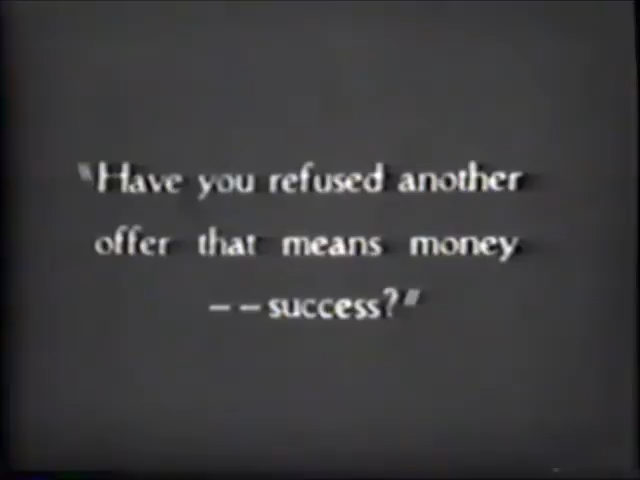 "Have you refused another
offer that means money
--success?"